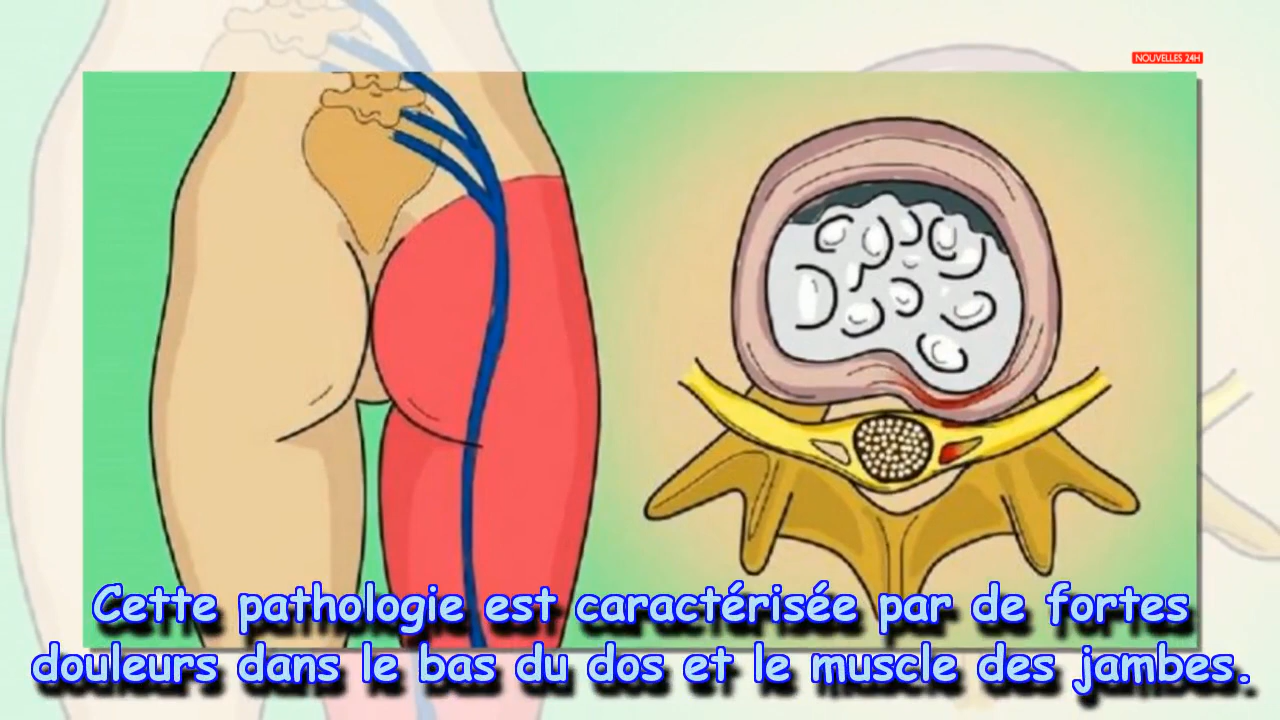 NOUVELLES 24H
Cette pathologie est caractérisée par de fortes
douleurs dans le bas du dos et le muscle des jambes.